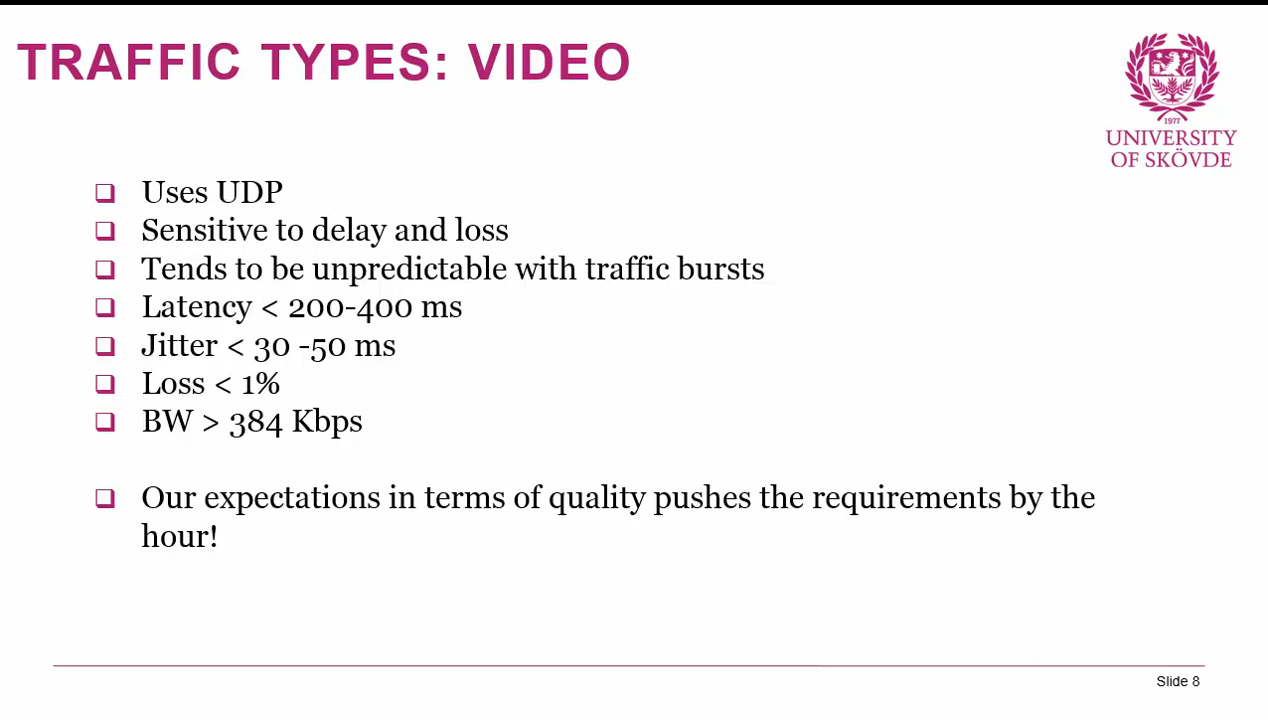 TRAFFIC TYPES: VIDEO
1977
UNIVERSITY
OF SKÖVDE
Uses UDP
Sensitive to delay and loss
Tends to be unpredictable with traffic bursts
Latency < 200-400 ms
Jitter < 30 -50 ms
Loss < 1%
BW > 384 Kbps
Our expectations in terms of quality pushes the requirements by the
hour!
Slide 8